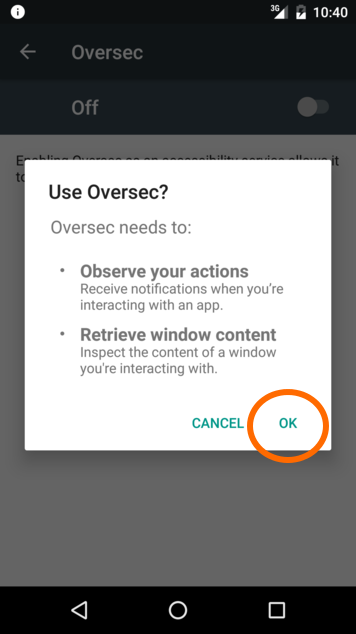 3G 10:40
Oversec
Off
Enabling Oversec as an accessibility service allows it
to
Use Oversec?
Oversec needs to:
• Observe your actions
Receive notifications when you're
interacting with an app.
• Retrieve window content
Inspect the content of a window
you're interacting with.
CANCEL OK